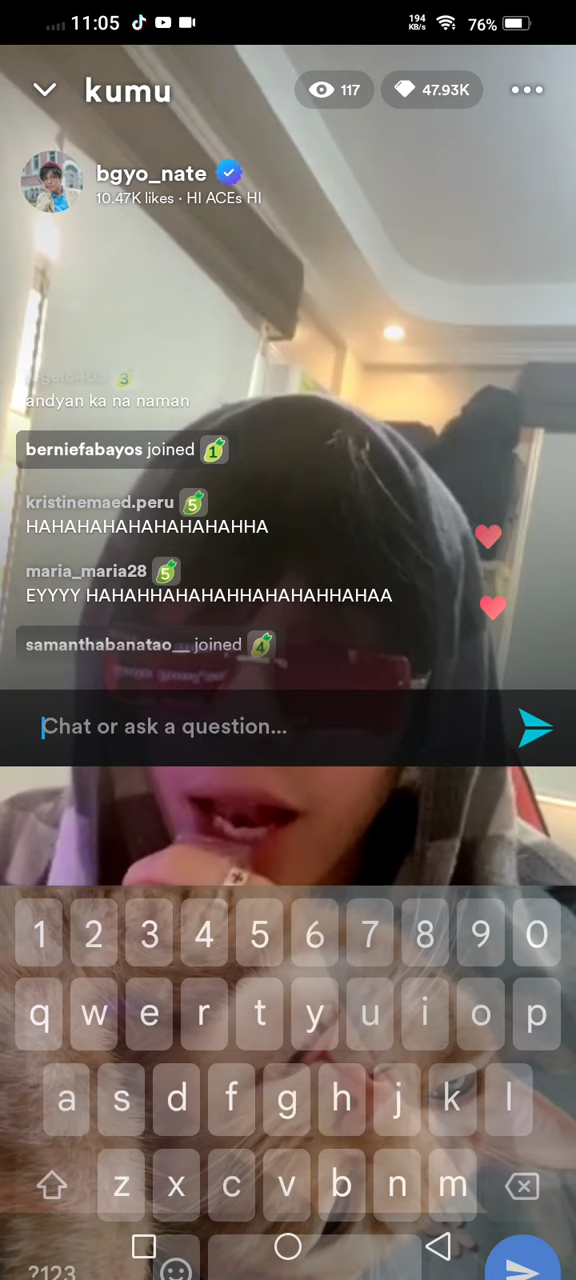 11:05
194
KB/s
76%
kumu
117
47.93K
bgyo_nate
10.47K likes · HI ACEs HI
3
andyan ka na naman
berniefabayos joined 1
kristinemaed.peru 5
HAHAHAHAHAHAHAHAHHA
maria_maria28 5
EYYYY HAHAHHAHAHAHHAHAHAHHAHAA
samanthabanatao__ joined 4
Chat or ask a question...
1 2 3 4 5 6 7 8 9 0
q w e r t y u i o p
a s d f g h j k l
z x c v b n m
?123